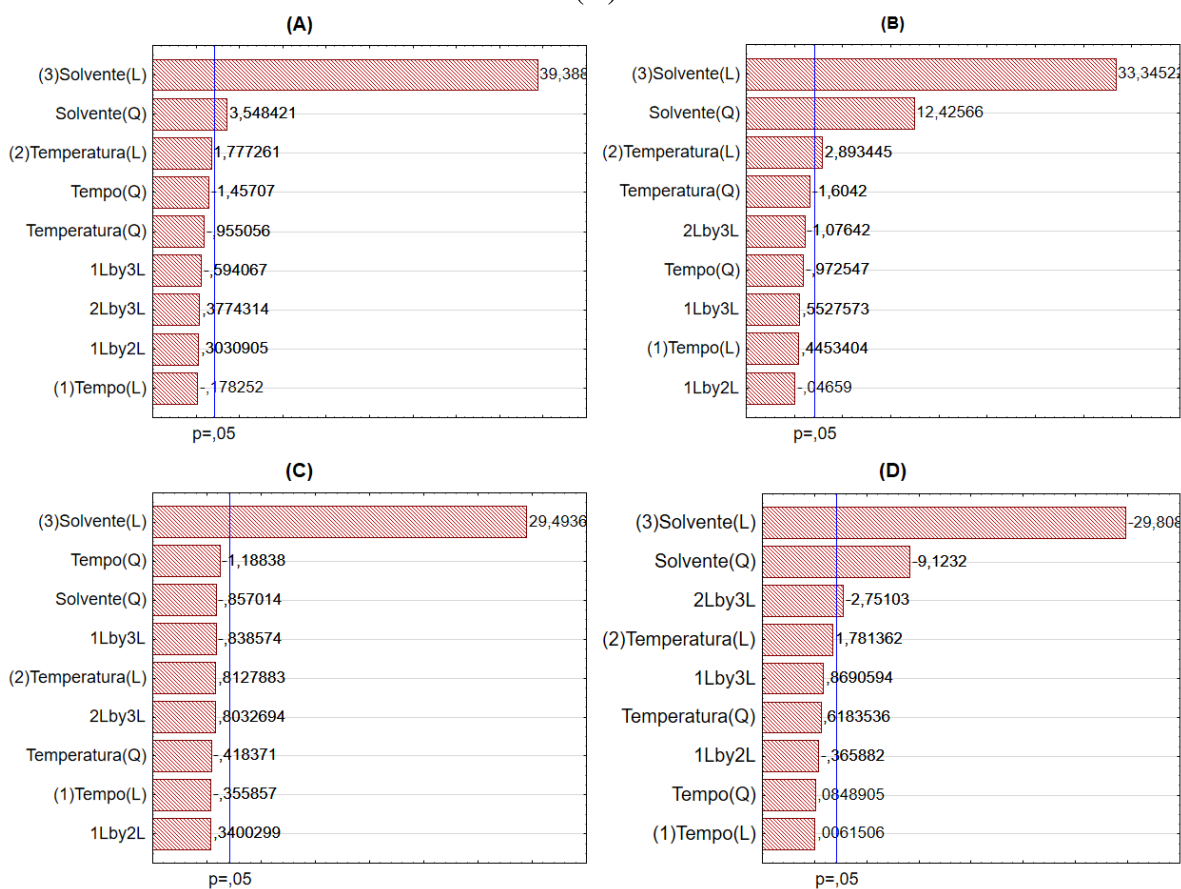 (A)
(3)Solvente(L) 39,388
Solvente(Q) 3,548421
(2)Temperatura(L) 1,777261
Tempo(Q) -1,45707
Temperatura(Q) -,955056
1Lby3L -,594067
2Lby3L ,3774314
1Lby2L ,3030905
(1)Tempo(L) -,178252
p=,05
(B)
(3)Solvente(L) 33,34522
Solvente(Q) 12,42566
(2)Temperatura(L) 2,893445
Temperatura(Q) -1,6042
2Lby3L -1,07642
Tempo(Q) -,972547
1Lby3L ,5527573
(1)Tempo(L) ,4453404
1Lby2L -,04659
p=,05
(C)
(3)Solvente(L) 29,4936
Tempo(Q) -1,18838
Solvente(Q) -,857014
1Lby3L -,838574
(2)Temperatura(L) ,8127883
2Lby3L ,8032694
Temperatura(Q) -,418371
(1)Tempo(L) -,355857
1Lby2L ,3400299
p=,05
(D)
(3)Solvente(L) -29,808
Solvente(Q) -9,1232
2Lby3L -2,75103
(2)Temperatura(L) 1,781362
1Lby3L ,8690594
Temperatura(Q) ,6183536
1Lby2L -,365882
Tempo(Q) ,0848905
(1)Tempo(L) ,0061506
p=,05